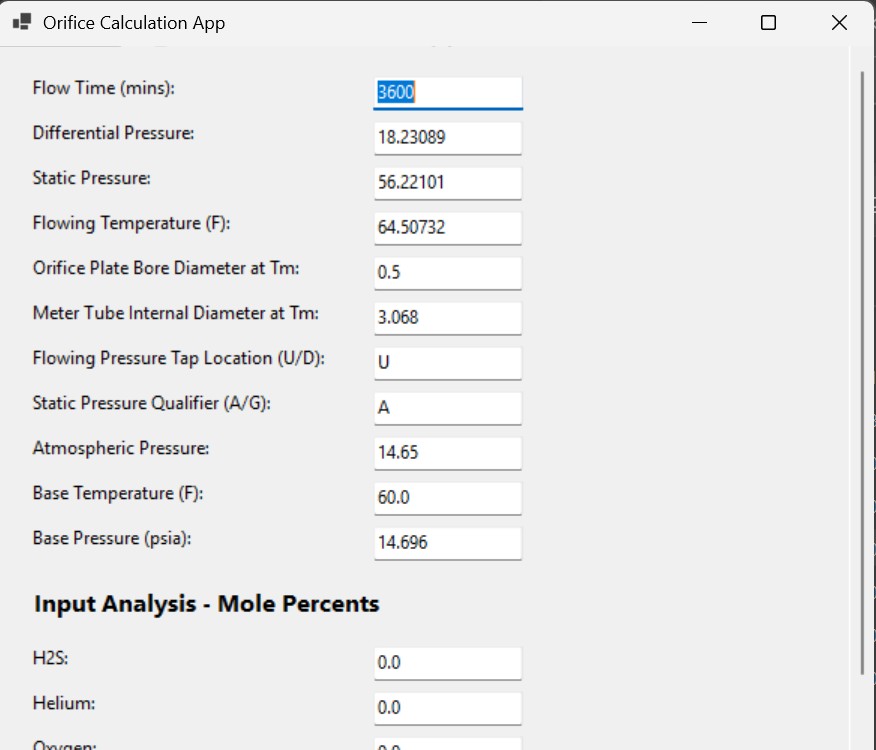 Orifice Calculation App
Flow Time (mins): 3600
Differential Pressure: 18.23089
Static Pressure: 56.22101
Flowing Temperature (F): 64.50732
Orifice Plate Bore Diameter at Tm: 0.5
Meter Tube Internal Diameter at Tm: 3.068
Flowing Pressure Tap Location (U/D): U
Static Pressure Qualifier (A/G): A
Atmospheric Pressure: 14.65
Base Temperature (F): 60.0
Base Pressure (psia): 14.696
Input Analysis - Mole Percents
H2S: 0.0
Helium: 0.0
Oxygen: 0.0